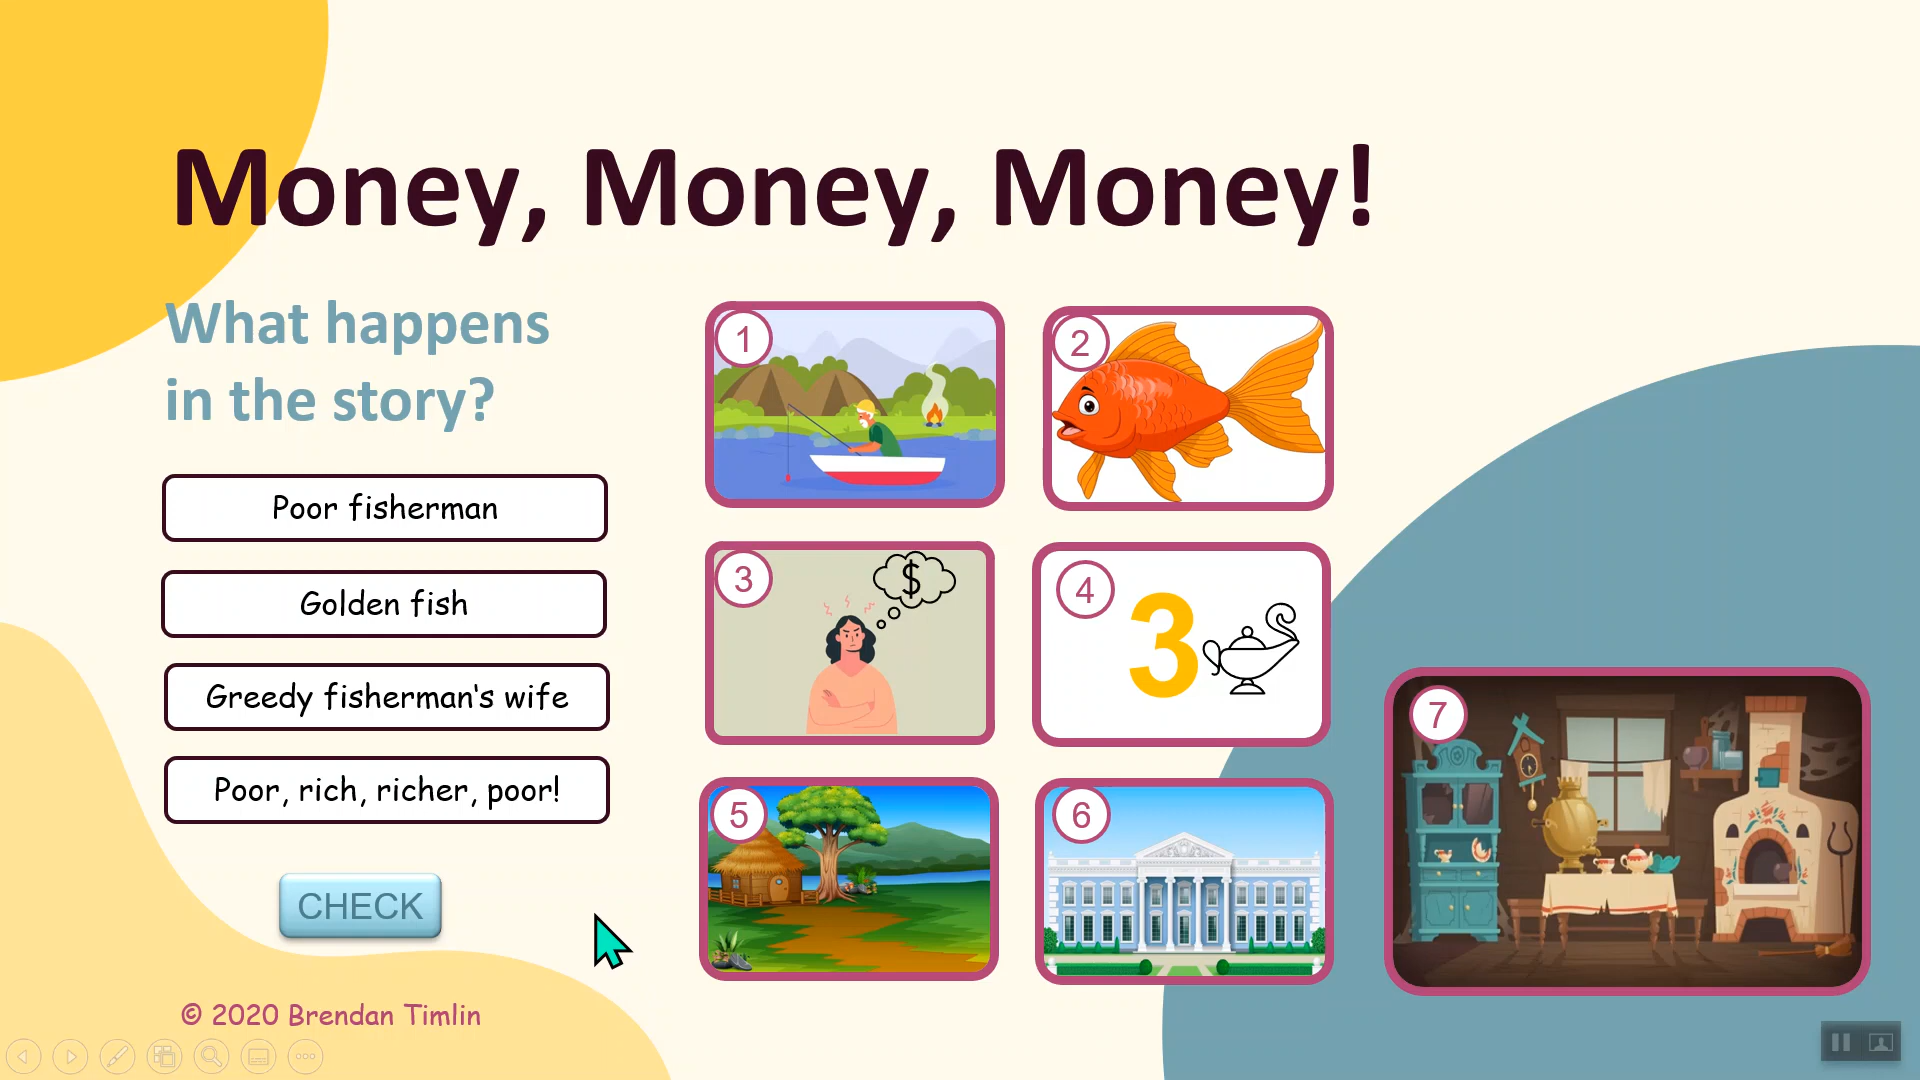 Money, Money, Money!
What happens
in the story?
Poor fisherman
Golden fish
Greedy fisherman's wife
Poor, rich, richer, poor!
CHECK
1
2
3
$
4
3
5
6
7
© 2020 Brendan Timlin